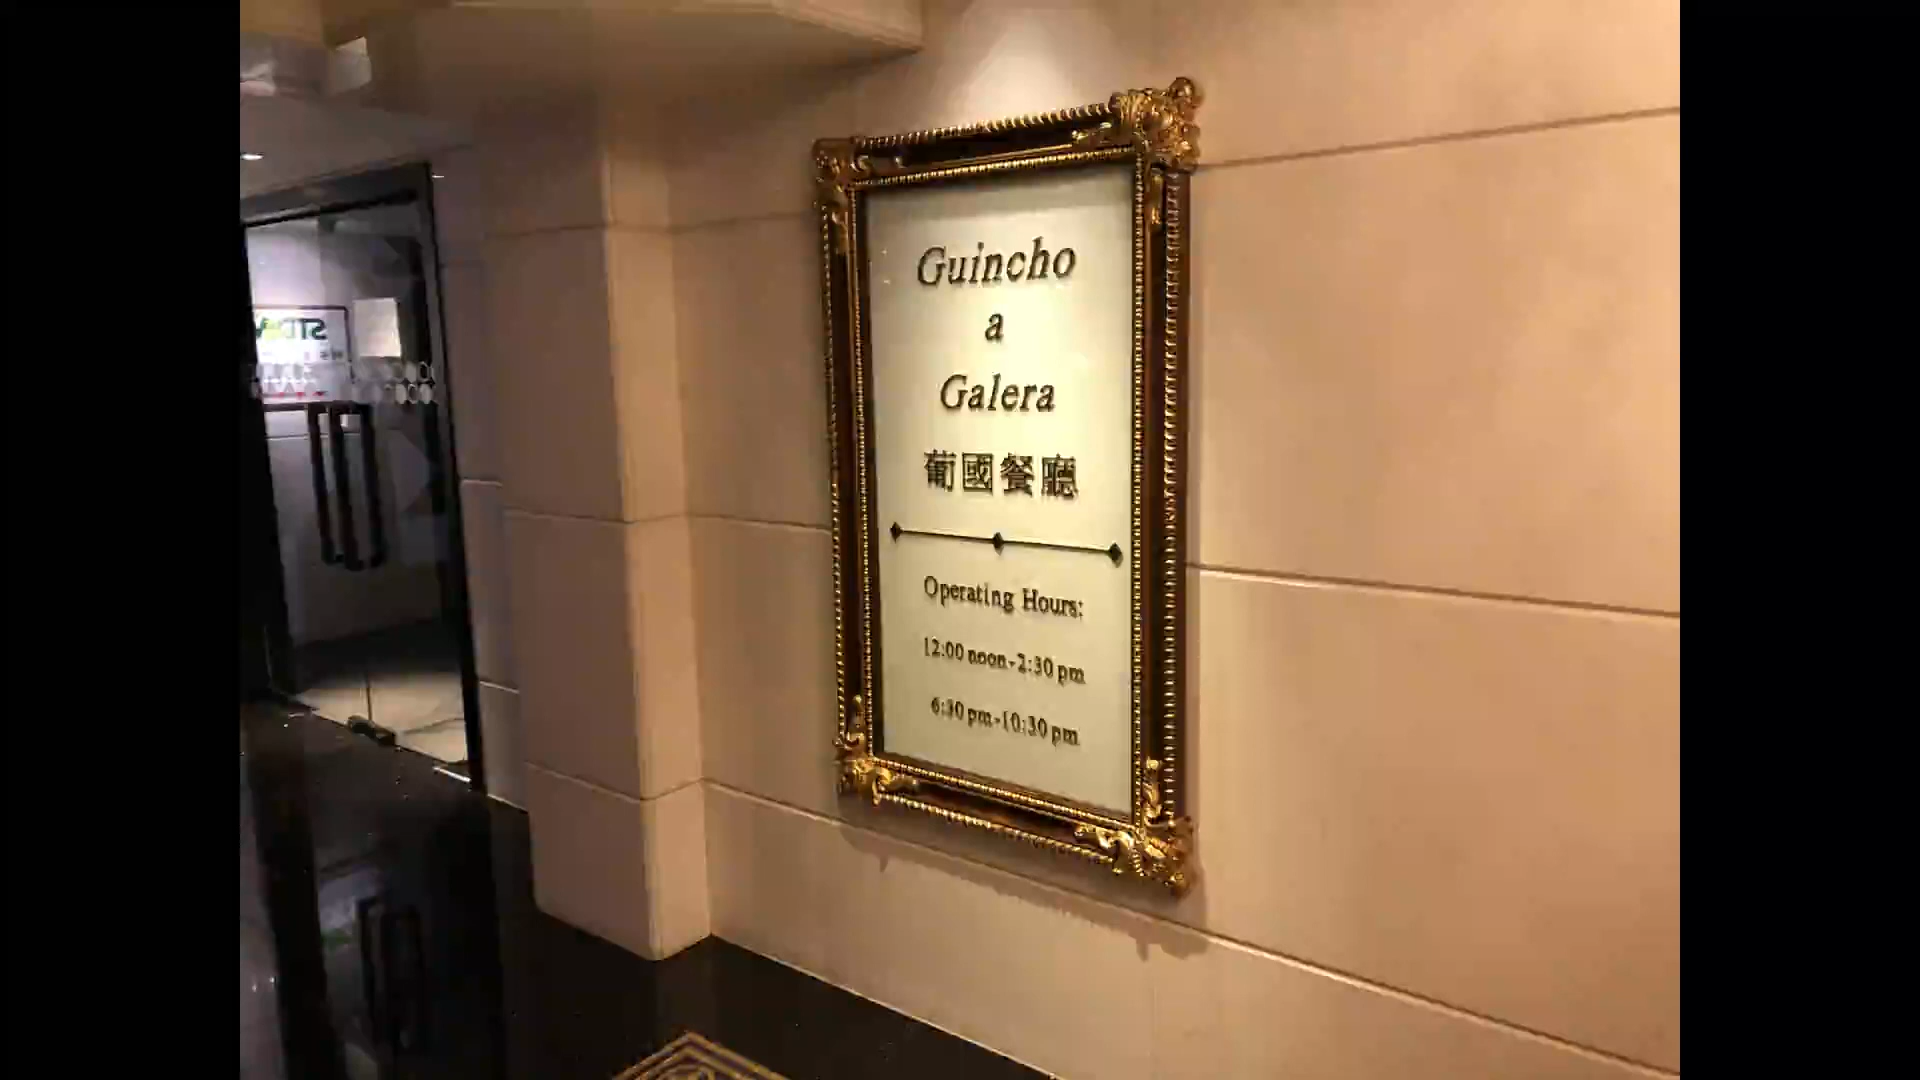 Guincho
a
Galera
葡國餐廳
Operating Hours:
12:00 noon-2:30 pm
6:30 pm-10:30 pm